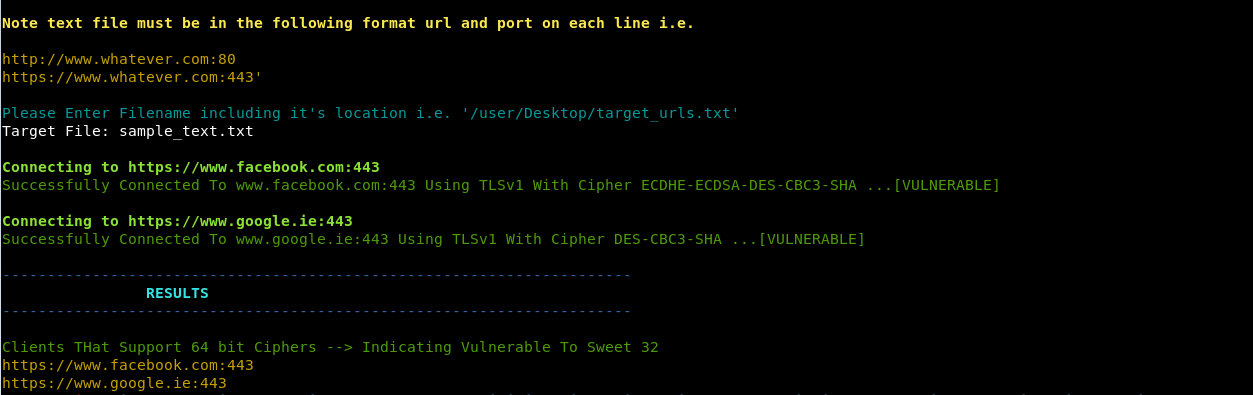 Note text file must be in the following format url and port on each line i.e.
http://www.whatever.com:80
https://www.whatever.com:443'
Please Enter Filename including it's location i.e. '/user/Desktop/target_urls.txt'
Target File: sample_text.txt
Connecting to https://www.facebook.com:443
Successfully Connected To www.facebook.com:443 Using TLSv1 With Cipher ECDHE-ECDSA-DES-CBC3-SHA ...[VULNERABLE]
Connecting to https://www.google.ie:443
Successfully Connected To www.google.ie:443 Using TLSv1 With Cipher DES-CBC3-SHA ...[VULNERABLE]
----------------------------------------------------------------------
RESULTS
----------------------------------------------------------------------
Clients THat Support 64 bit Ciphers --> Indicating Vulnerable To Sweet 32
https://www.facebook.com:443
https://www.google.ie:443